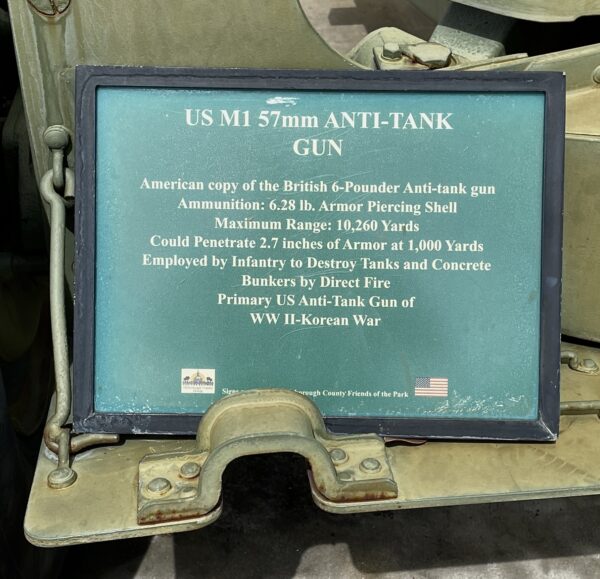 US M1 57mm ANTI-TANK
GUN
American copy of the British 6-Pounder Anti-tank gun
Ammunition: 6.28 lb. Armor Piercing Shell
Maximum Range: 10,260 Yards
Could Penetrate 2.7 inches of Armor at 1,000 Yards
Employed by Infantry to Destroy Tanks and Concrete
Bunkers by Direct Fire
Primary US Anti-Tank Gun of
WW II-Korean War
Signs orough County Friends of the Park